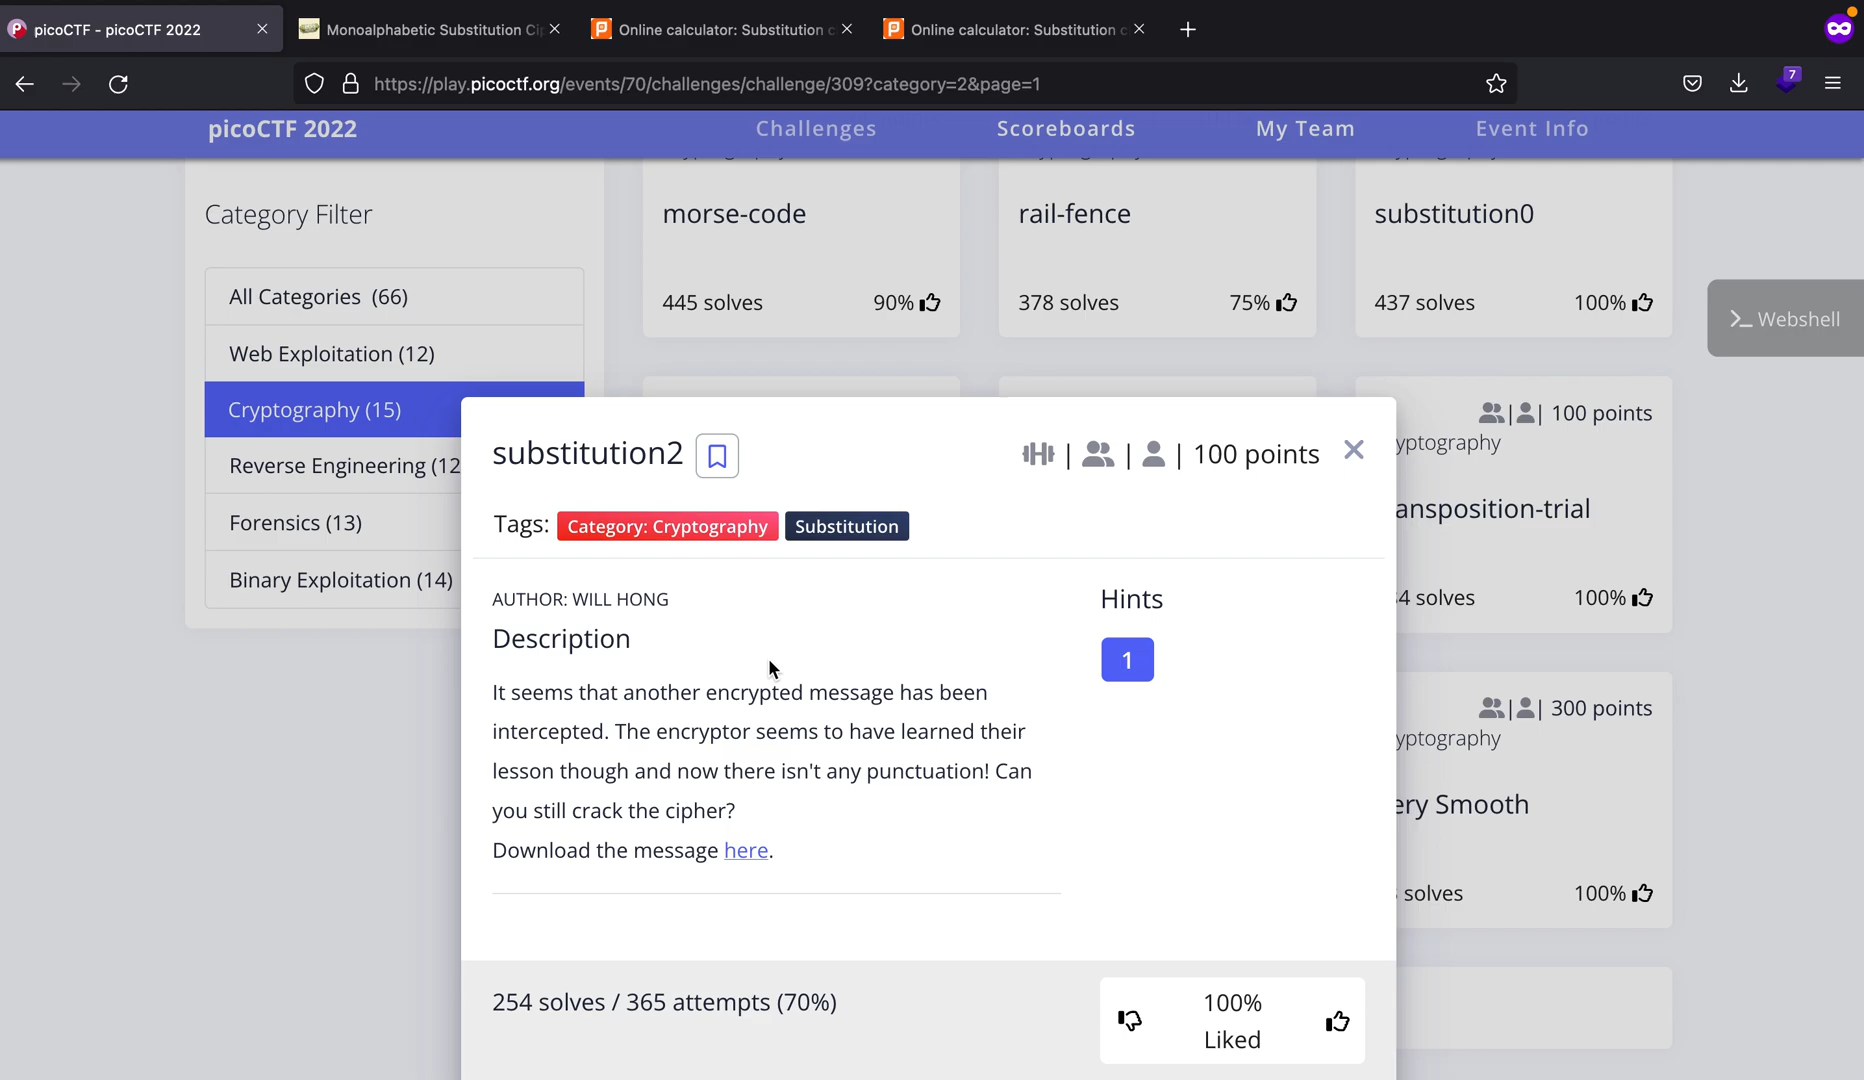 picoCTF - picoCTF 2022
Monoalphabetic Substitution Cip
Online calculator: Substitution c
Online calculator: Substitution c
https://play.picoctf.org/events/70/challenges/challenge/309?category=2&page=1
7
picoCTF 2022
Challenges
Scoreboards
My Team
Event Info
Category Filter
All Categories (66)
Web Exploitation (12)
Cryptography (15)
Reverse Engineering (12
Forensics (13)
Binary Exploitation (14)
morse-code
445 solves 90%
rail-fence
378 solves 75%
substitution0
437 solves 100%
>_ Webshell
| | 100 points
yptography
ansposition-trial
4 solves 100%
| | 300 points
yptography
ery Smooth
solves 100%
substitution2
| | | 100 points
Tags: Category: Cryptography Substitution
AUTHOR: WILL HONG
Description
It seems that another encrypted message has been
intercepted. The encryptor seems to have learned their
lesson though and now there isn't any punctuation! Can
you still crack the cipher?
Download the message here.
Hints
1
254 solves / 365 attempts (70%)
100%
Liked